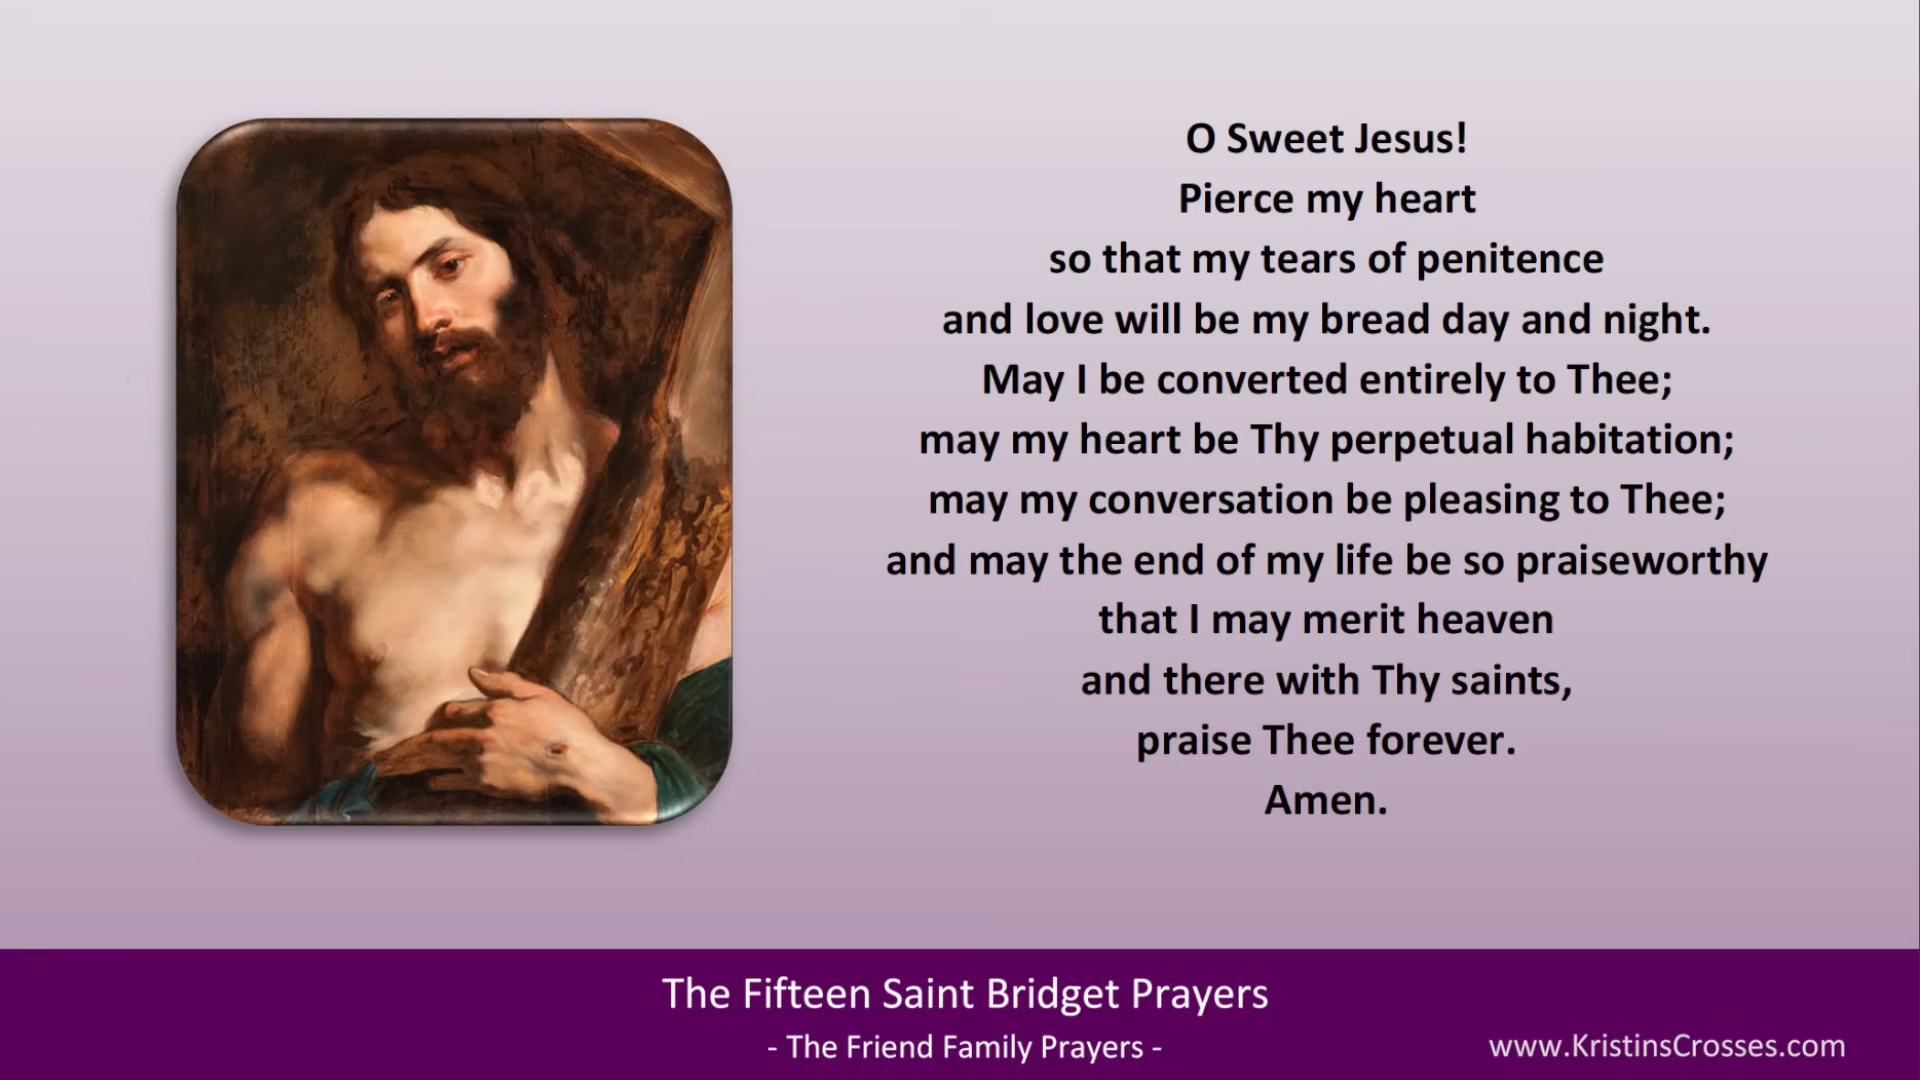 O Sweet Jesus!
Pierce my heart
so that my tears of penitence
and love will be my bread day and night.
May I be converted entirely to Thee;
may my heart be Thy perpetual habitation;
may my conversation be pleasing to Thee;
and may the end of my life be so praiseworthy
that I may merit heaven
and there with Thy saints,
praise Thee forever.
Amen.
The Fifteen Saint Bridget Prayers
- The Friend Family Prayers -
www.KristinsCrosses.com